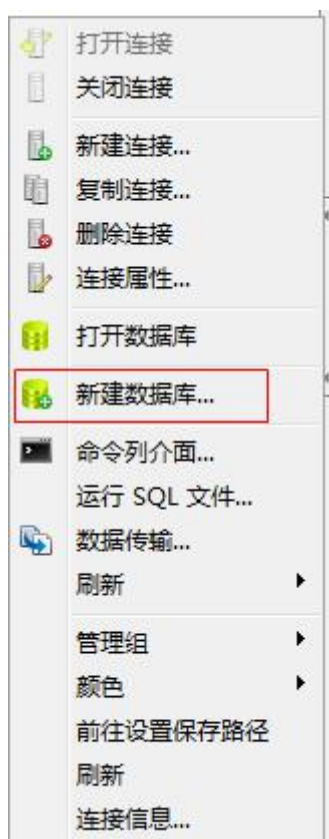 打开连接
关闭连接
新建连接...
复制连接...
删除连接
连接属性...
打开数据库
新建数据库...
命令列介面...
运行 SQL 文件...
数据传输...
刷新
管理组
颜色
前往设置保存路径
刷新
连接信息...